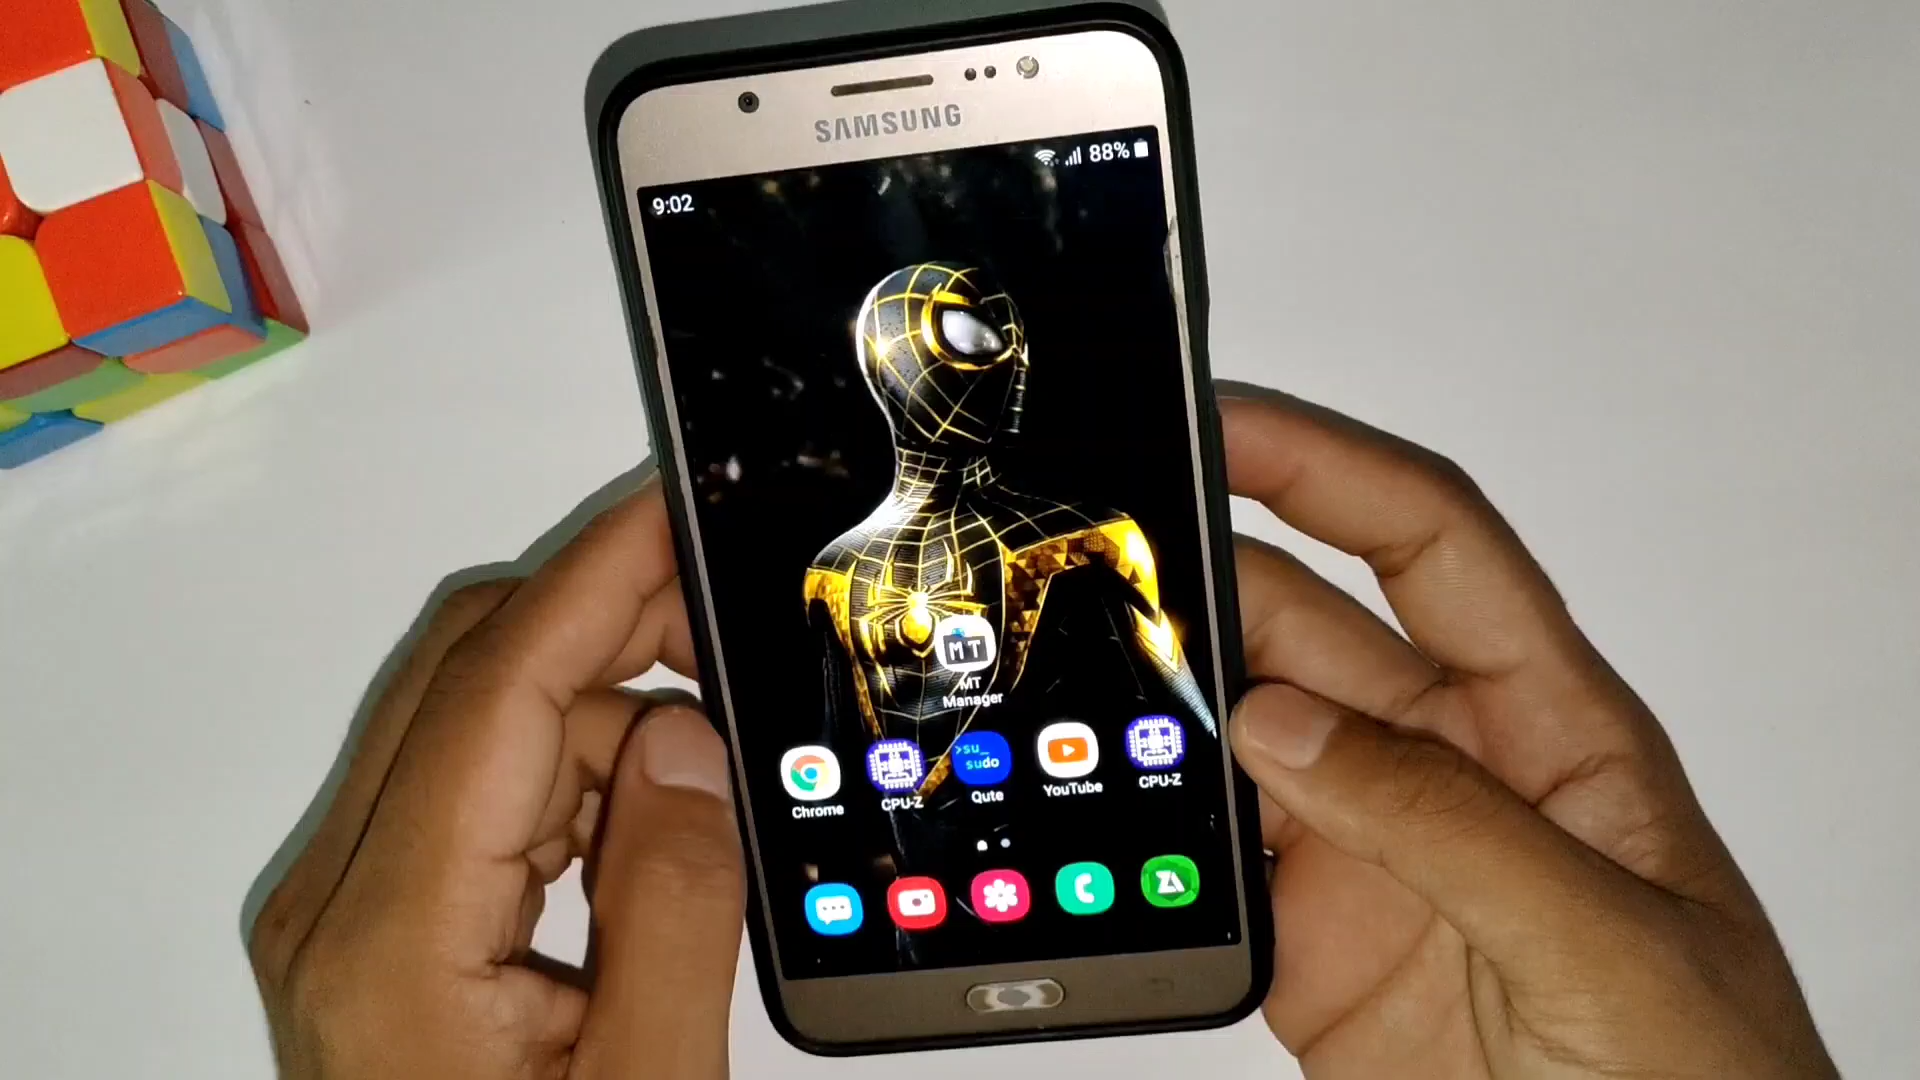 SAMSUNG
88%
9:02
MT
MT
Manager
>su_
sudo
Chrome
CPU-Z
Qute
YouTube
CPU-Z